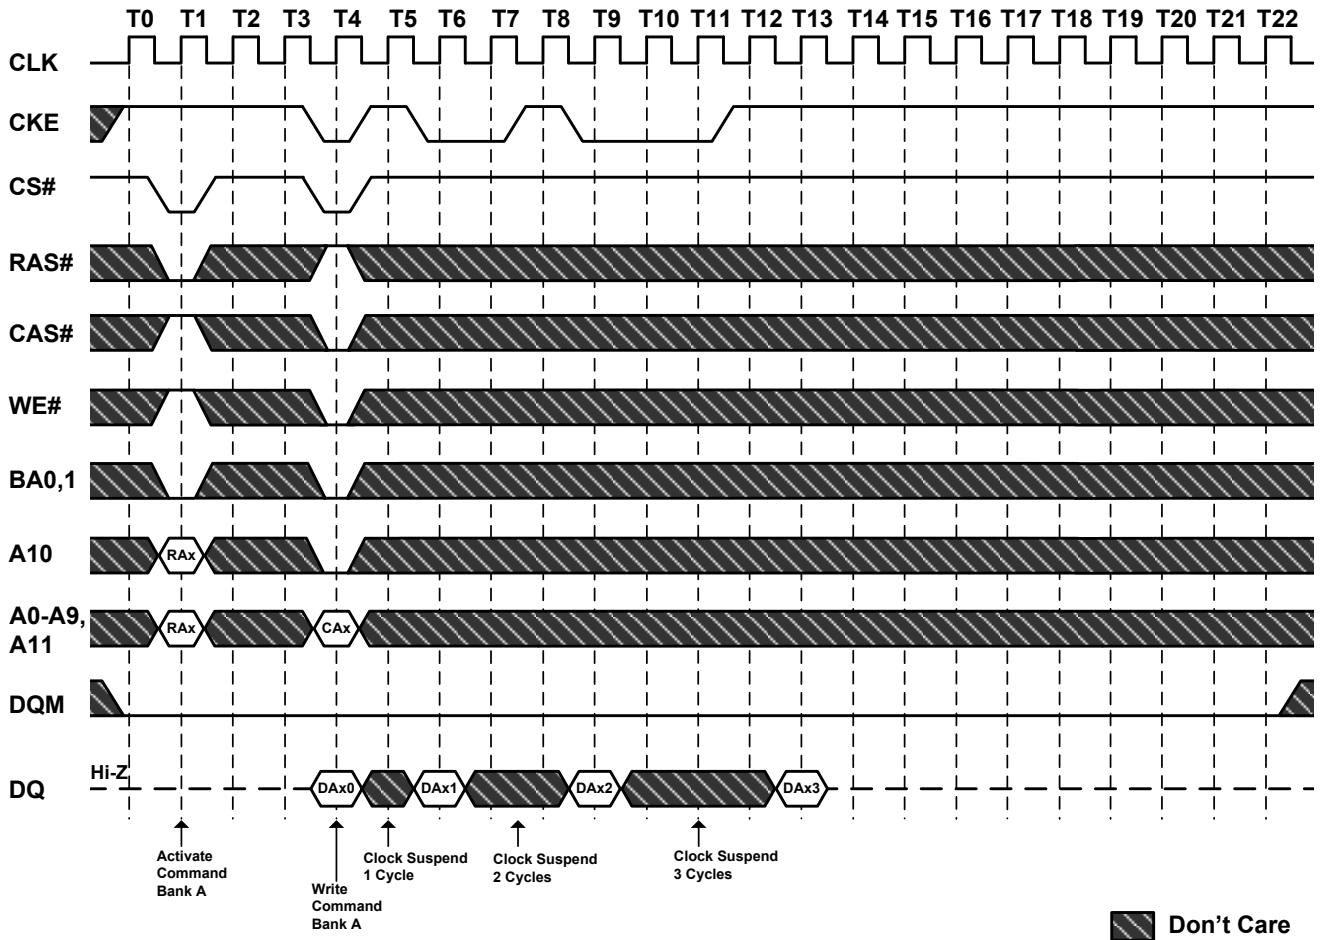 T0 T1 T2 T3 T4 T5 T6 T7 T8 T9 T10 T11 T12 T13 T14 T15 T16 T17 T18 T19 T20 T21 T22
CLK
CKE
CS#
RAS#
CAS#
WE#
BA0,1
A10
RAx
A0-A9,
A11
RAx
CAx
DQM
DQ
Hi-Z
DAx0
DAx1
DAx2
DAx3
Activate
Command
Bank A
Write
Command
Bank A
Clock Suspend
1 Cycle
Clock Suspend
2 Cycles
Clock Suspend
3 Cycles
Don't Care